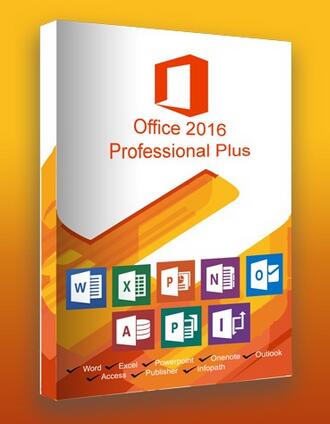 Office 2016
Professional Plus
W X P N O
A P I
Word Excel Powerpoint Onenote Outlook
Access Publisher Infopath